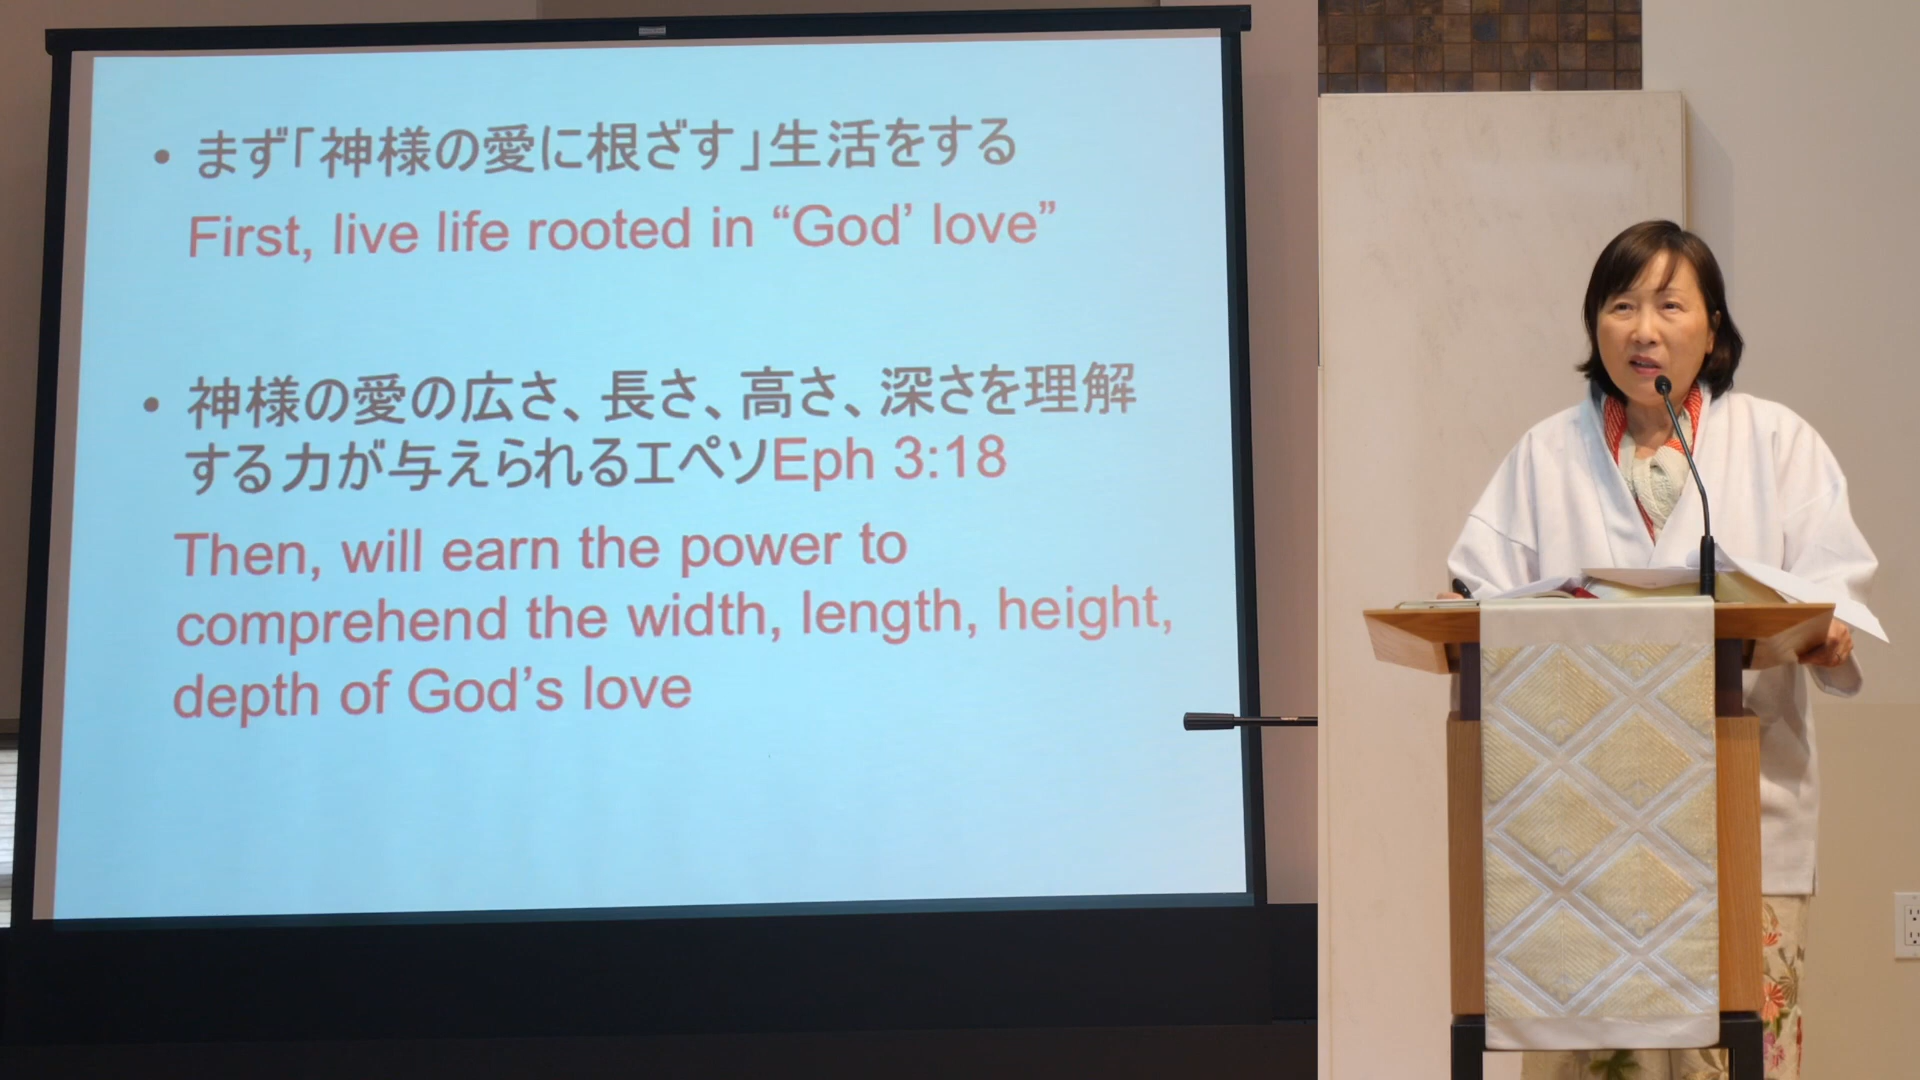 • まず「神様の愛に根ざす」生活をする
First, live life rooted in “God’ love”
• 神様の愛の広さ、長さ、高さ、深さを理解
する力が与えられるエペソEph 3:18
Then, will earn the power to
comprehend the width, length, height,
depth of God’s love